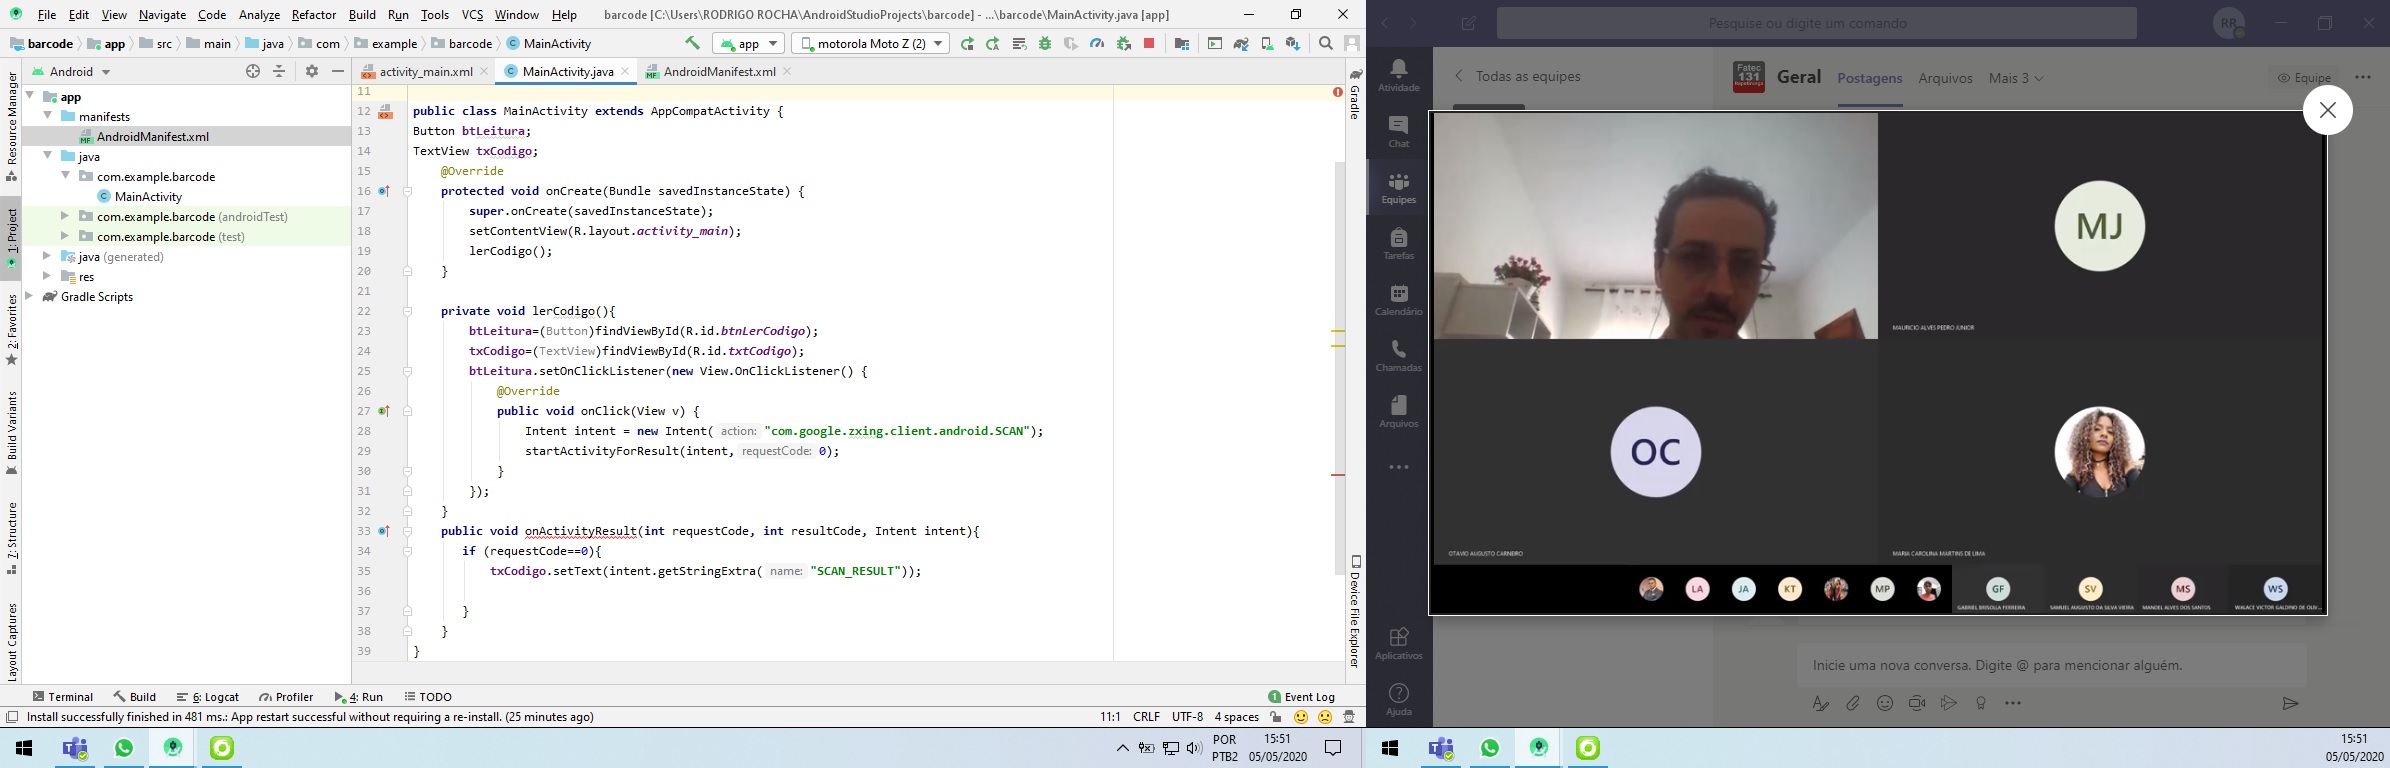 File Edit View Navigate Code Analyze Refactor Build Run Tools VCS Window Help barcode [C:\Users\RODRIGO ROCHA\AndroidStudioProjects\barcode] - ...\barcode\MainActivity.java [app]
barcode app src main java com example barcode MainActivity app motorola Moto Z (2)
Android activity_main.xml MainActivity.java AndroidManifest.xml
Resource Manager
1: Project
2: Favorites
Build Variants
7: Structure
Layout Captures
app
manifests
AndroidManifest.xml
java
com.example.barcode
MainActivity
com.example.barcode (androidTest)
com.example.barcode (test)
java (generated)
res
Gradle Scripts
11
12 public class MainActivity extends AppCompatActivity {
13 Button btLeitura;
14 TextView txCodigo;
15 @Override
16 protected void onCreate(Bundle savedInstanceState) {
17 super.onCreate(savedInstanceState);
18 setContentView(R.layout.activity_main);
19 lerCodigo();
20 }
21
22 private void lerCodigo(){
23 btLeitura=(Button)findViewById(R.id.btnLerCodigo);
24 txCodigo=(TextView)findViewById(R.id.txtCodigo);
25 btLeitura.setOnClickListener(new View.OnClickListener() {
26 @Override
27 public void onClick(View v) {
28 Intent intent = new Intent( action: "com.google.zxing.client.android.SCAN");
29 startActivityForResult(intent, requestCode: 0);
30 }
31 });
32 }
33 public void onActivityResult(int requestCode, int resultCode, Intent intent){
34 if (requestCode==0){
35 txCodigo.setText(intent.getStringExtra( name: "SCAN_RESULT"));
36
37 }
38 }
39 }
Gradle
Device File Explorer
Terminal Build 6: Logcat Profiler 4: Run TODO 1 Event Log
Install successfully finished in 481 ms.: App restart successful without requiring a re-install. (25 minutes ago) 11:1 CRLF UTF-8 4 spaces
POR
PTB2
15:51
05/05/2020
Pesquise ou digite um comando RR
Atividade
Chat
Equipes
Tarefas
Calendário
Chamadas
Arquivos
Aplicativos
Ajuda
Todas as equipes
Fatec
131
Itapetininga
Geral Postagens Arquivos Mais 3 Equipe
MJ
MAURICIO ALVES PEDRO JUNIOR
OC
OTAVIO AUGUSTO CARNEIRO
MARIA CAROLINA MARTINS DE LIMA
LA JA KT MP GF SV MS WS
GABRIEL BRISOLLA FERREIRA SAMUEL AUGUSTO DA SILVA VIEIRA MANOEL ALVES DOS SANTOS WALACE VICTOR GALDINO DE OLIV...
Inicie uma nova conversa. Digite @ para mencionar alguém.
15:51
05/05/2020